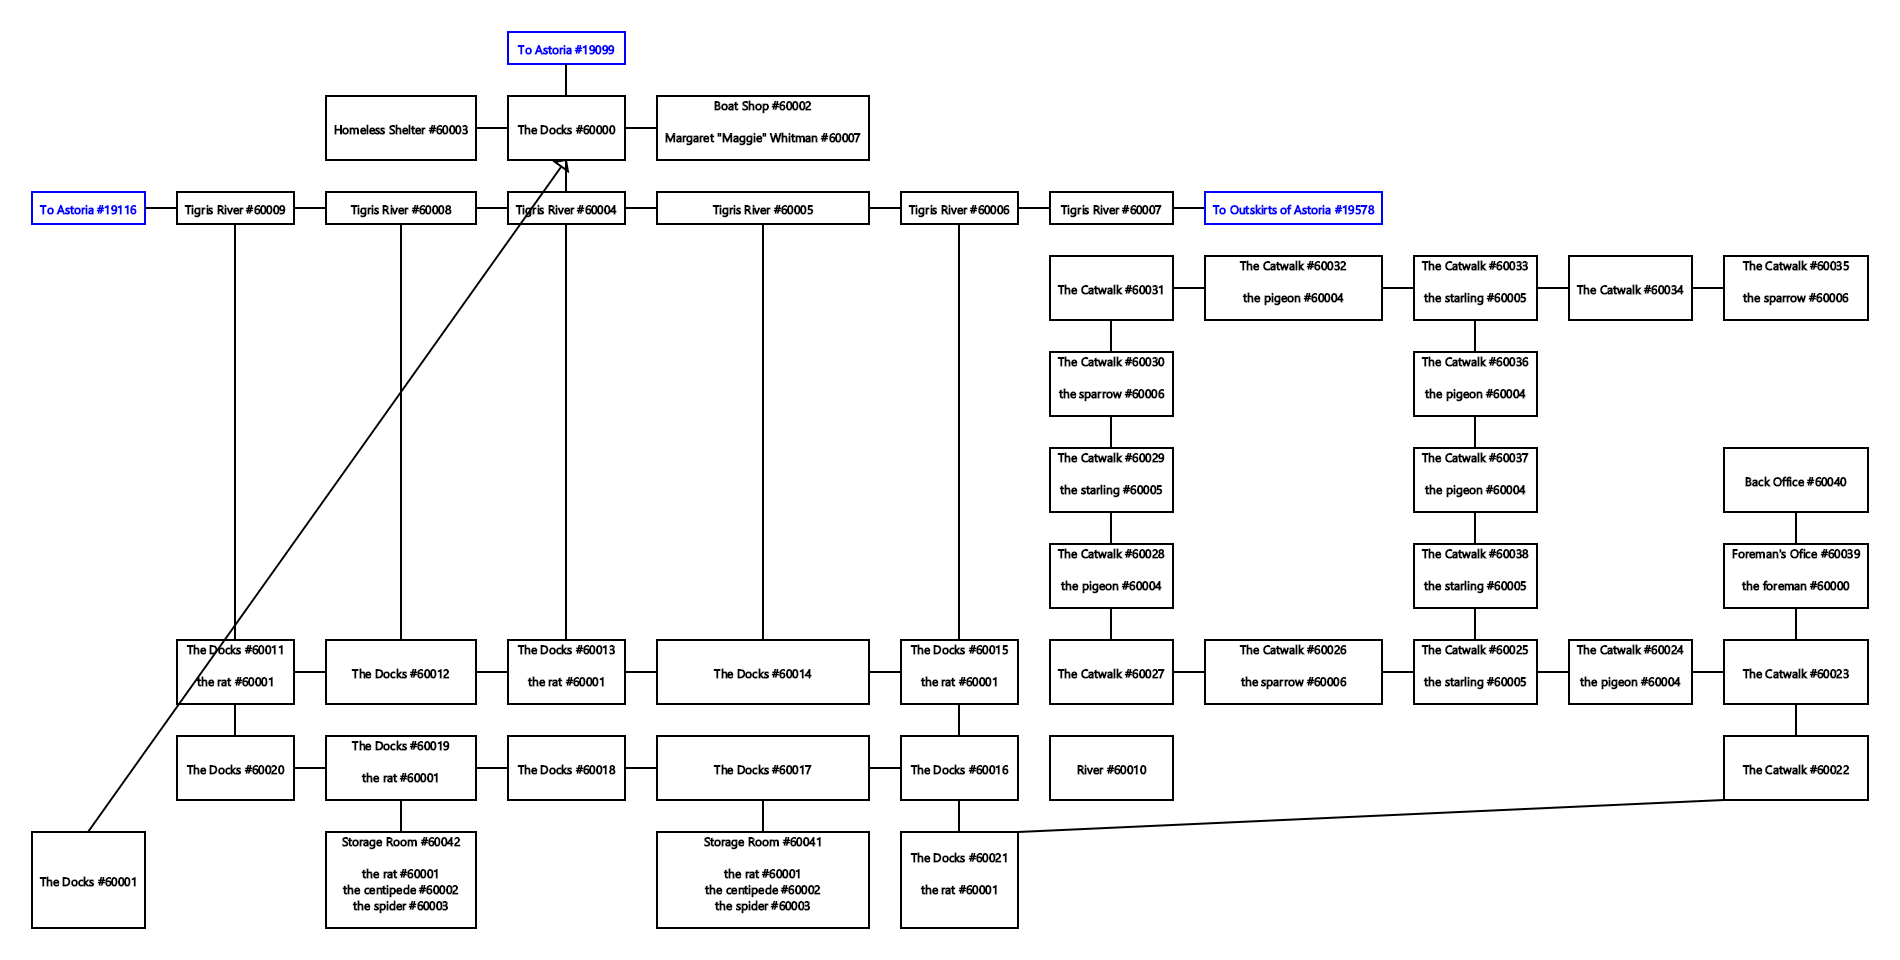 To Astoria #19099
Homeless Shelter #60003
The Docks #60000
Boat Shop #60002
Margaret "Maggie" Whitman #60007
To Astoria #19116
Tigris River #60009
Tigris River #60008
Tigris River #60004
Tigris River #60005
Tigris River #60006
Tigris River #60007
To Outskirts of Astoria #19578
The Catwalk #60031
The Catwalk #60032
the pigeon #60004
The Catwalk #60033
the starling #60005
The Catwalk #60034
The Catwalk #60035
the sparrow #60006
The Catwalk #60030
the sparrow #60006
The Catwalk #60036
the pigeon #60004
The Catwalk #60029
the starling #60005
The Catwalk #60037
the pigeon #60004
Back Office #60040
The Catwalk #60028
the pigeon #60004
The Catwalk #60038
the starling #60005
Foreman's Ofice #60039
the foreman #60000
The Docks #60011
the rat #60001
The Docks #60012
The Docks #60013
the rat #60001
The Docks #60014
The Docks #60015
the rat #60001
The Catwalk #60027
The Catwalk #60026
the sparrow #60006
The Catwalk #60025
the starling #60005
The Catwalk #60024
the pigeon #60004
The Catwalk #60023
The Docks #60020
The Docks #60019
the rat #60001
The Docks #60018
The Docks #60017
The Docks #60016
River #60010
The Catwalk #60022
The Docks #60001
Storage Room #60042
the rat #60001
the centipede #60002
the spider #60003
Storage Room #60041
the rat #60001
the centipede #60002
the spider #60003
The Docks #60021
the rat #60001